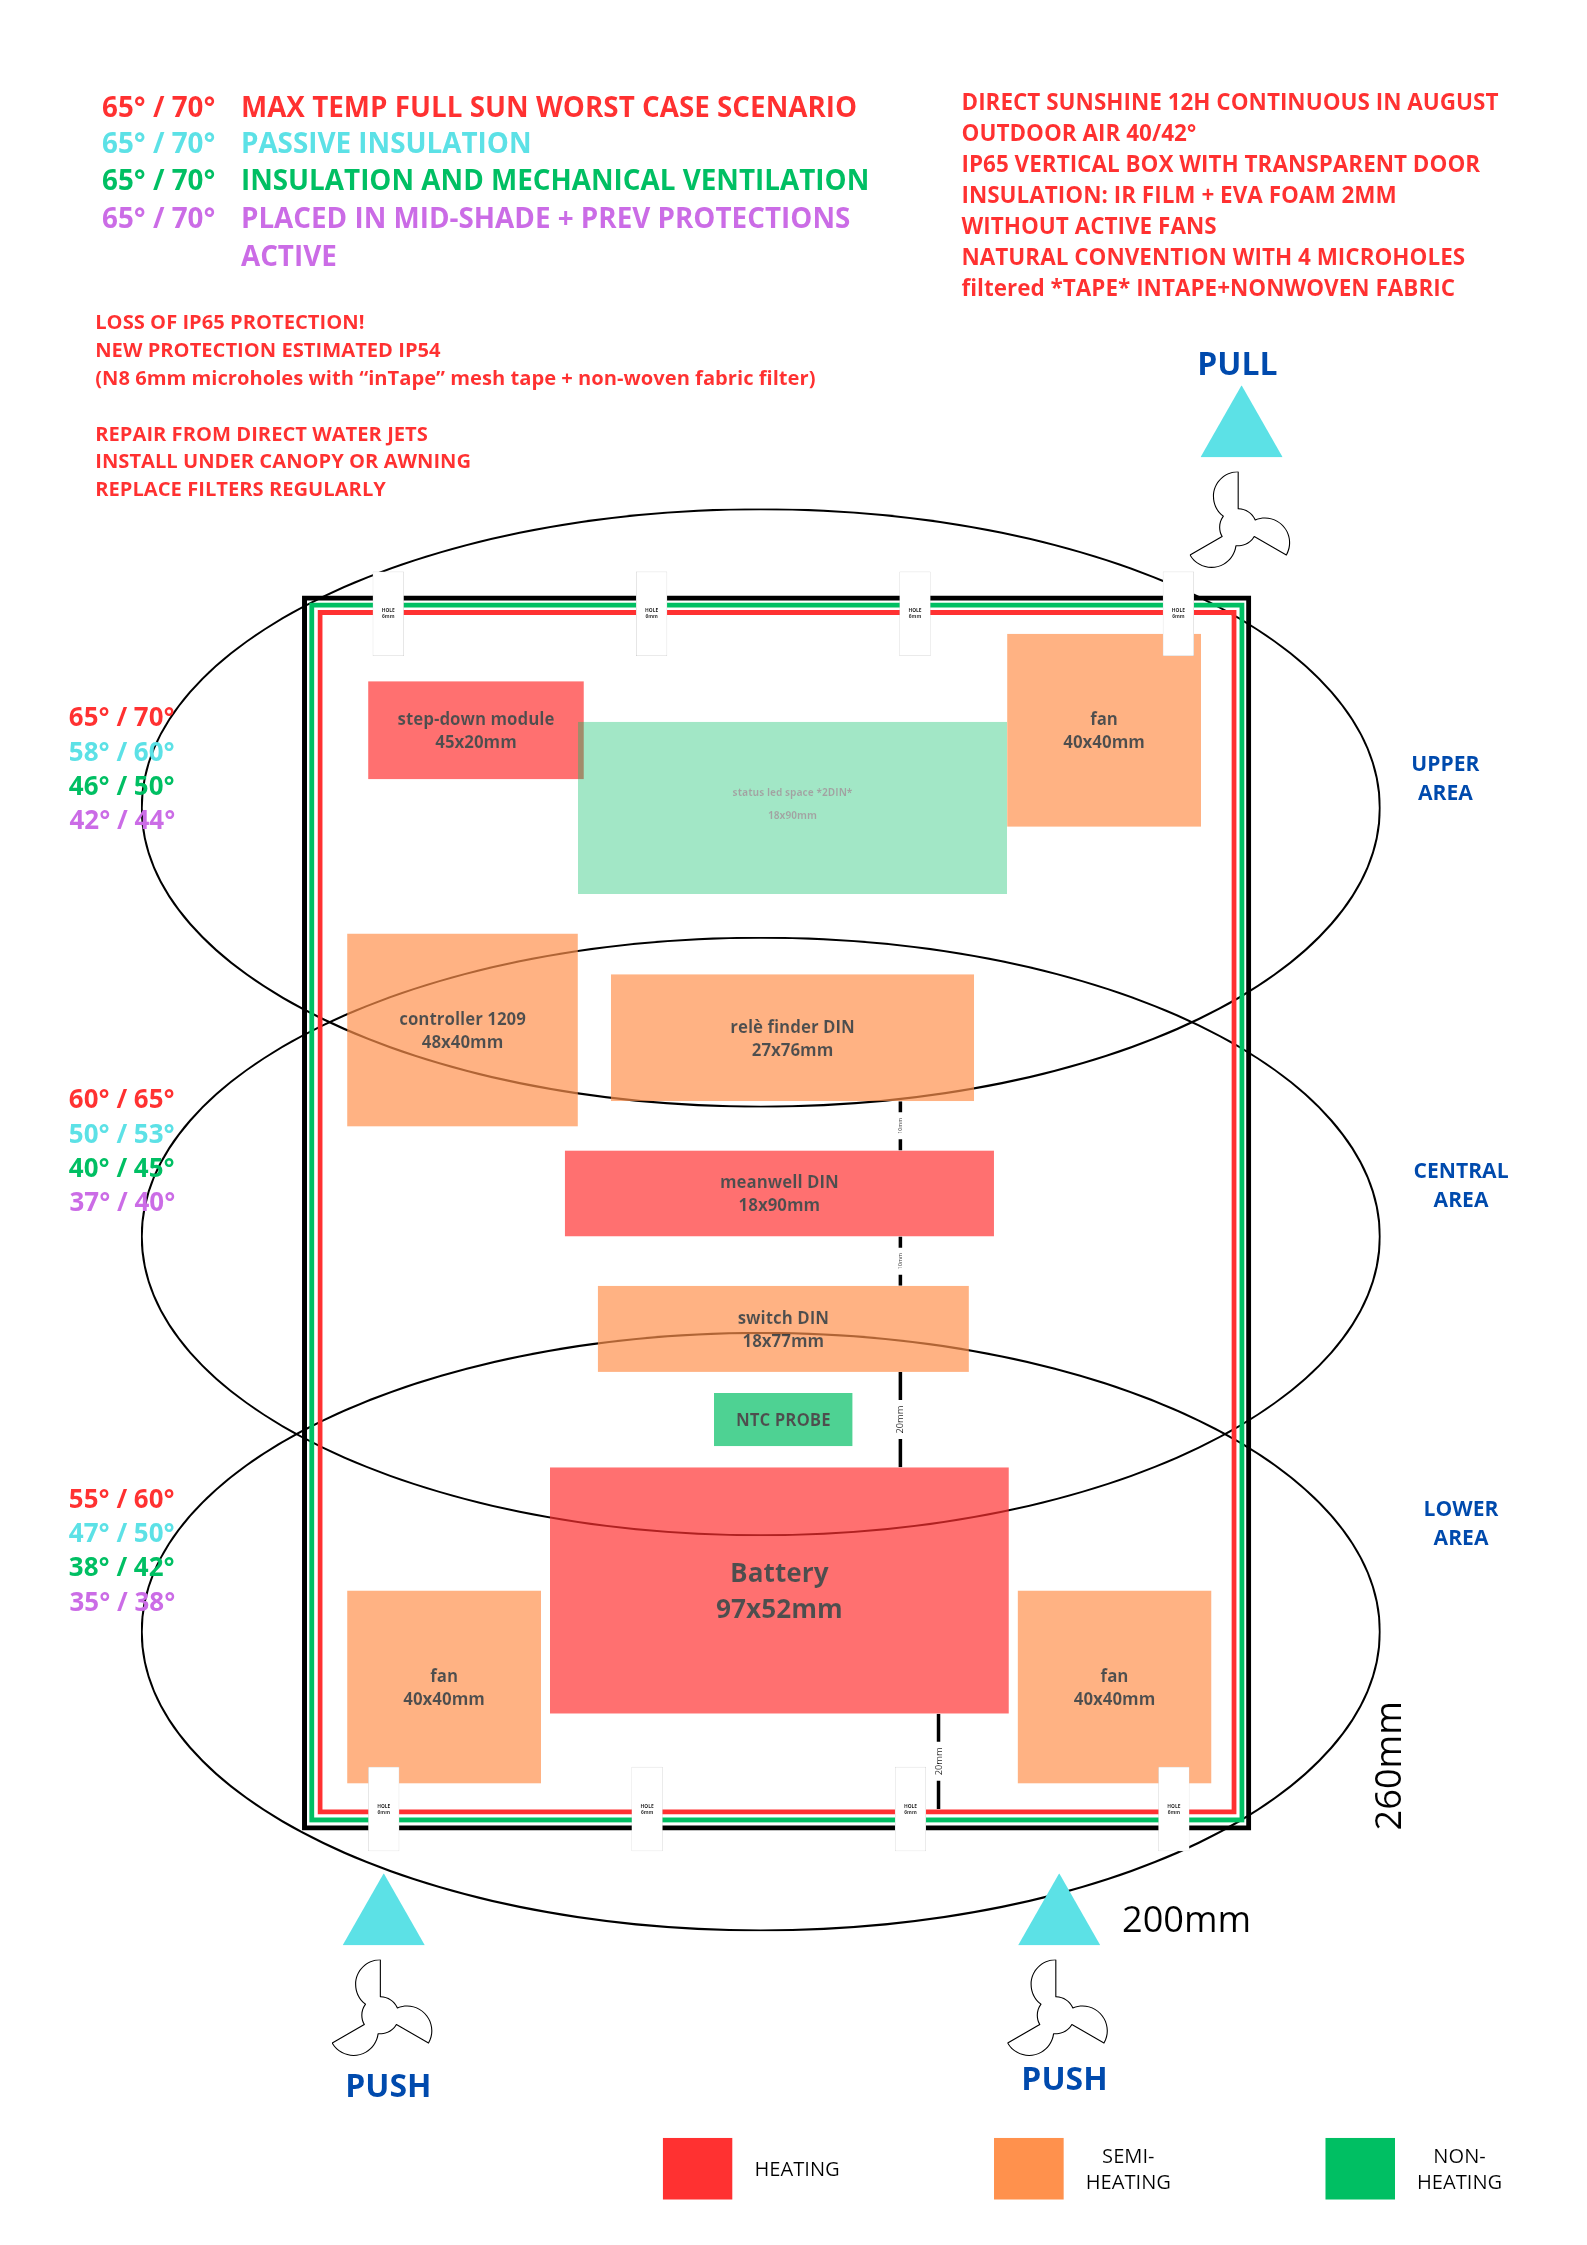 65° / 70° MAX TEMP FULL SUN WORST CASE SCENARIO
65° / 70° PASSIVE INSULATION
65° / 70° INSULATION AND MECHANICAL VENTILATION
65° / 70° PLACED IN MID-SHADE + PREV PROTECTIONS
ACTIVE
DIRECT SUNSHINE 12H CONTINUOUS IN AUGUST
OUTDOOR AIR 40/42°
IP65 VERTICAL BOX WITH TRANSPARENT DOOR
INSULATION: IR FILM + EVA FOAM 2MM
WITHOUT ACTIVE FANS
NATURAL CONVENTION WITH 4 MICROHOLES
filtered *TAPE* INTAPE+NONWOVEN FABRIC
LOSS OF IP65 PROTECTION!
NEW PROTECTION ESTIMATED IP54
(N8 6mm microholes with “inTape” mesh tape + non-woven fabric filter)
REPAIR FROM DIRECT WATER JETS
INSTALL UNDER CANOPY OR AWNING
REPLACE FILTERS REGULARLY
PULL
HOLE
6mm
HOLE
6mm
HOLE
6mm
HOLE
6mm
65° / 70°
58° / 60°
46° / 50°
42° / 44°
step-down module
45x20mm
status led space *2DIN*
18x90mm
fan
40x40mm
UPPER
AREA
controller 1209
48x40mm
relè finder DIN
27x76mm
10mm
60° / 65°
50° / 53°
40° / 45°
37° / 40°
meanwell DIN
18x90mm
CENTRAL
AREA
10mm
switch DIN
18x77mm
NTC PROBE
20mm
55° / 60°
47° / 50°
38° / 42°
35° / 38°
Battery
97x52mm
LOWER
AREA
fan
40x40mm
fan
40x40mm
20mm
260mm
HOLE
6mm
HOLE
6mm
HOLE
6mm
HOLE
6mm
200mm
PUSH
PUSH
HEATING
SEMI-
HEATING
NON-
HEATING